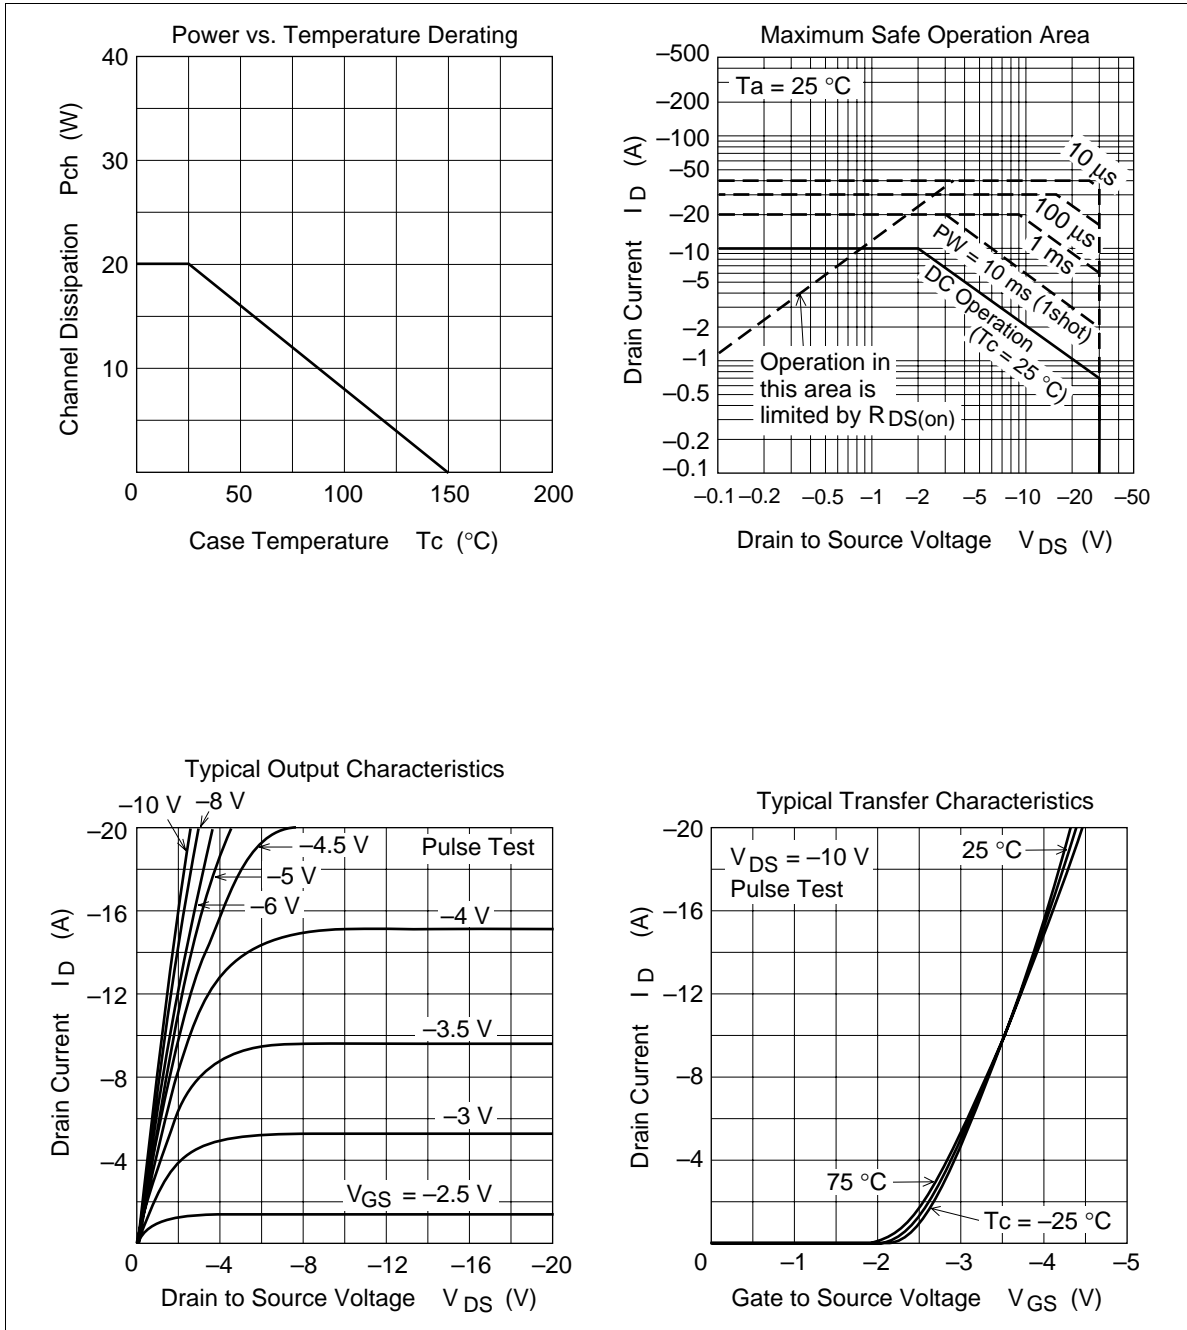 Power vs. Temperature Derating
40
30
20
10
0
50
100
150
200
Channel Dissipation Pch (W)
Case Temperature Tc (°C)
Maximum Safe Operation Area
–500
–200
–100
–50
–20
–10
–5
–2
–1
–0.5
–0.2
–0.1
Drain Current I D (A)
Ta = 25 °C
10 µs
100 µs
1 ms
PW = 10 ms (1shot)
DC Operation
(Tc = 25 °C)
Operation in
this area is
limited by R DS(on)
–0.1 –0.2 –0.5 –1 –2 –5 –10 –20 –50
Drain to Source Voltage V DS (V)
Typical Output Characteristics
–10 V
–8 V
–4.5 V
Pulse Test
–5 V
–6 V
–4 V
–3.5 V
–3 V
V GS = –2.5 V
–20
–16
–12
–8
–4
Drain Current I D (A)
0 –4 –8 –12 –16 –20
Drain to Source Voltage V DS (V)
Typical Transfer Characteristics
V DS = –10 V
Pulse Test
25 °C
75 °C
Tc = –25 °C
–20
–16
–12
–8
–4
Drain Current I D (A)
0 –1 –2 –3 –4 –5
Gate to Source Voltage V GS (V)